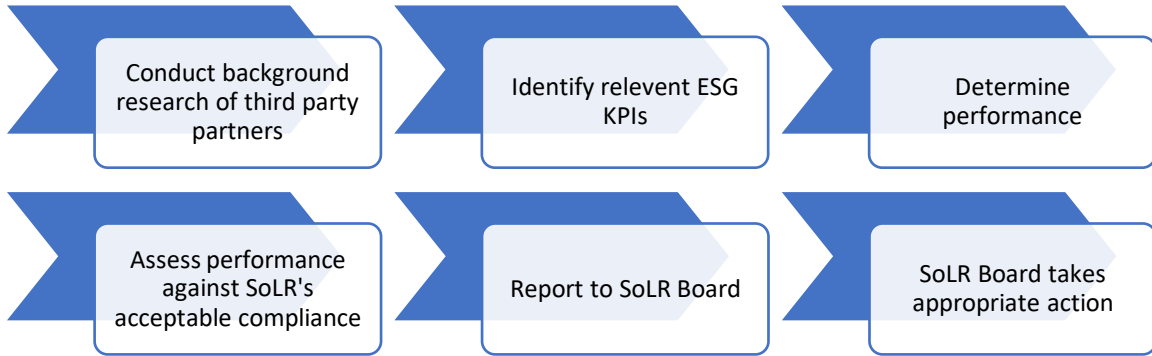 Conduct background
research of third party
partners
Identify relevent ESG
KPIs
Determine
performance
Assess performance
against SoLR's
acceptable compliance
Report to SoLR Board
SoLR Board takes
appropriate action